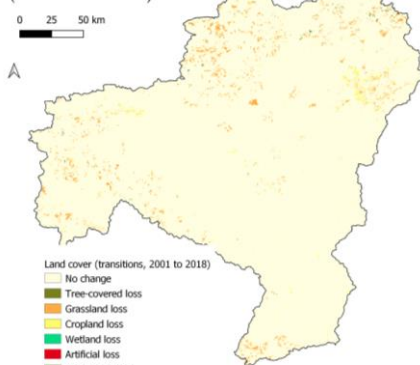 0 25 50 km
Land cover (transitions, 2001 to 2018)
No change
Tree-covered loss
Grassland loss
Cropland loss
Wetland loss
Artificial loss